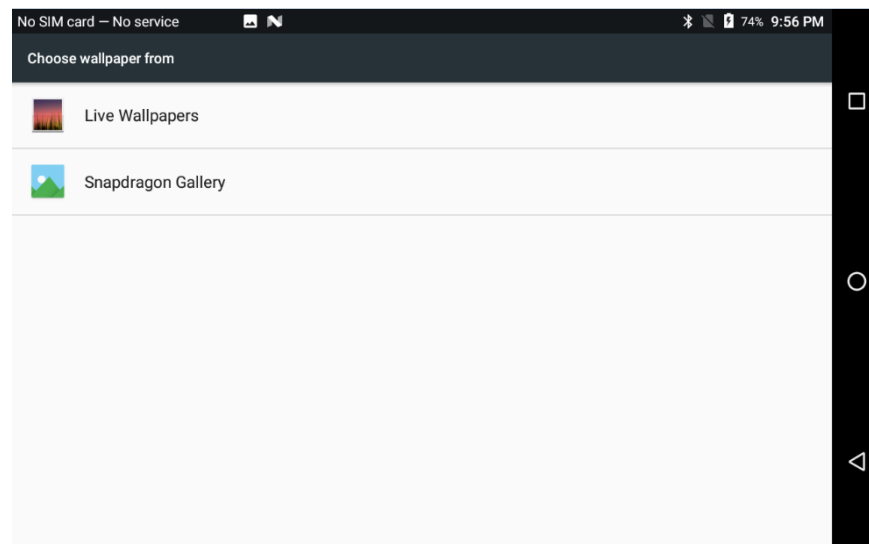 No SIM card — No service 74% 9:56 PM
Choose wallpaper from
Live Wallpapers
Snapdragon Gallery